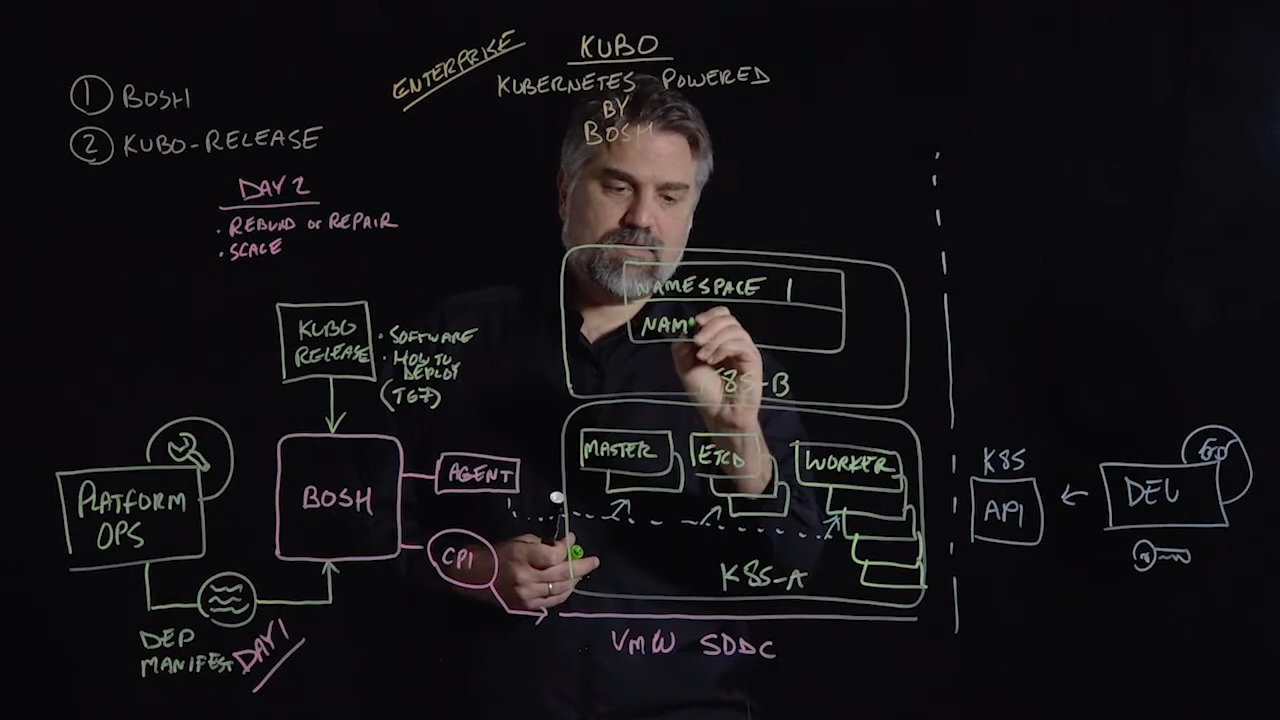 ENTERPRISE
KUBO
KUBERNETES POWERED
BY
BOSH
1 BOSH
2 KUBO-RELEASE
DAY 2
· REBUILD OR REPAIR
· SCALE
KUBO
RELEASE
· SOFTWARE
· HOW TO
DEPLOY
(TGZ)
PLATFORM
OPS
BOSH
AGENT
CPI
DEP
MANIFEST
DAY 1
NAMESPACE 1
NAM
K8S-B
MASTER
ETCD
WORKER
K8S-A
VMW SDDC
K8S
API
DEV